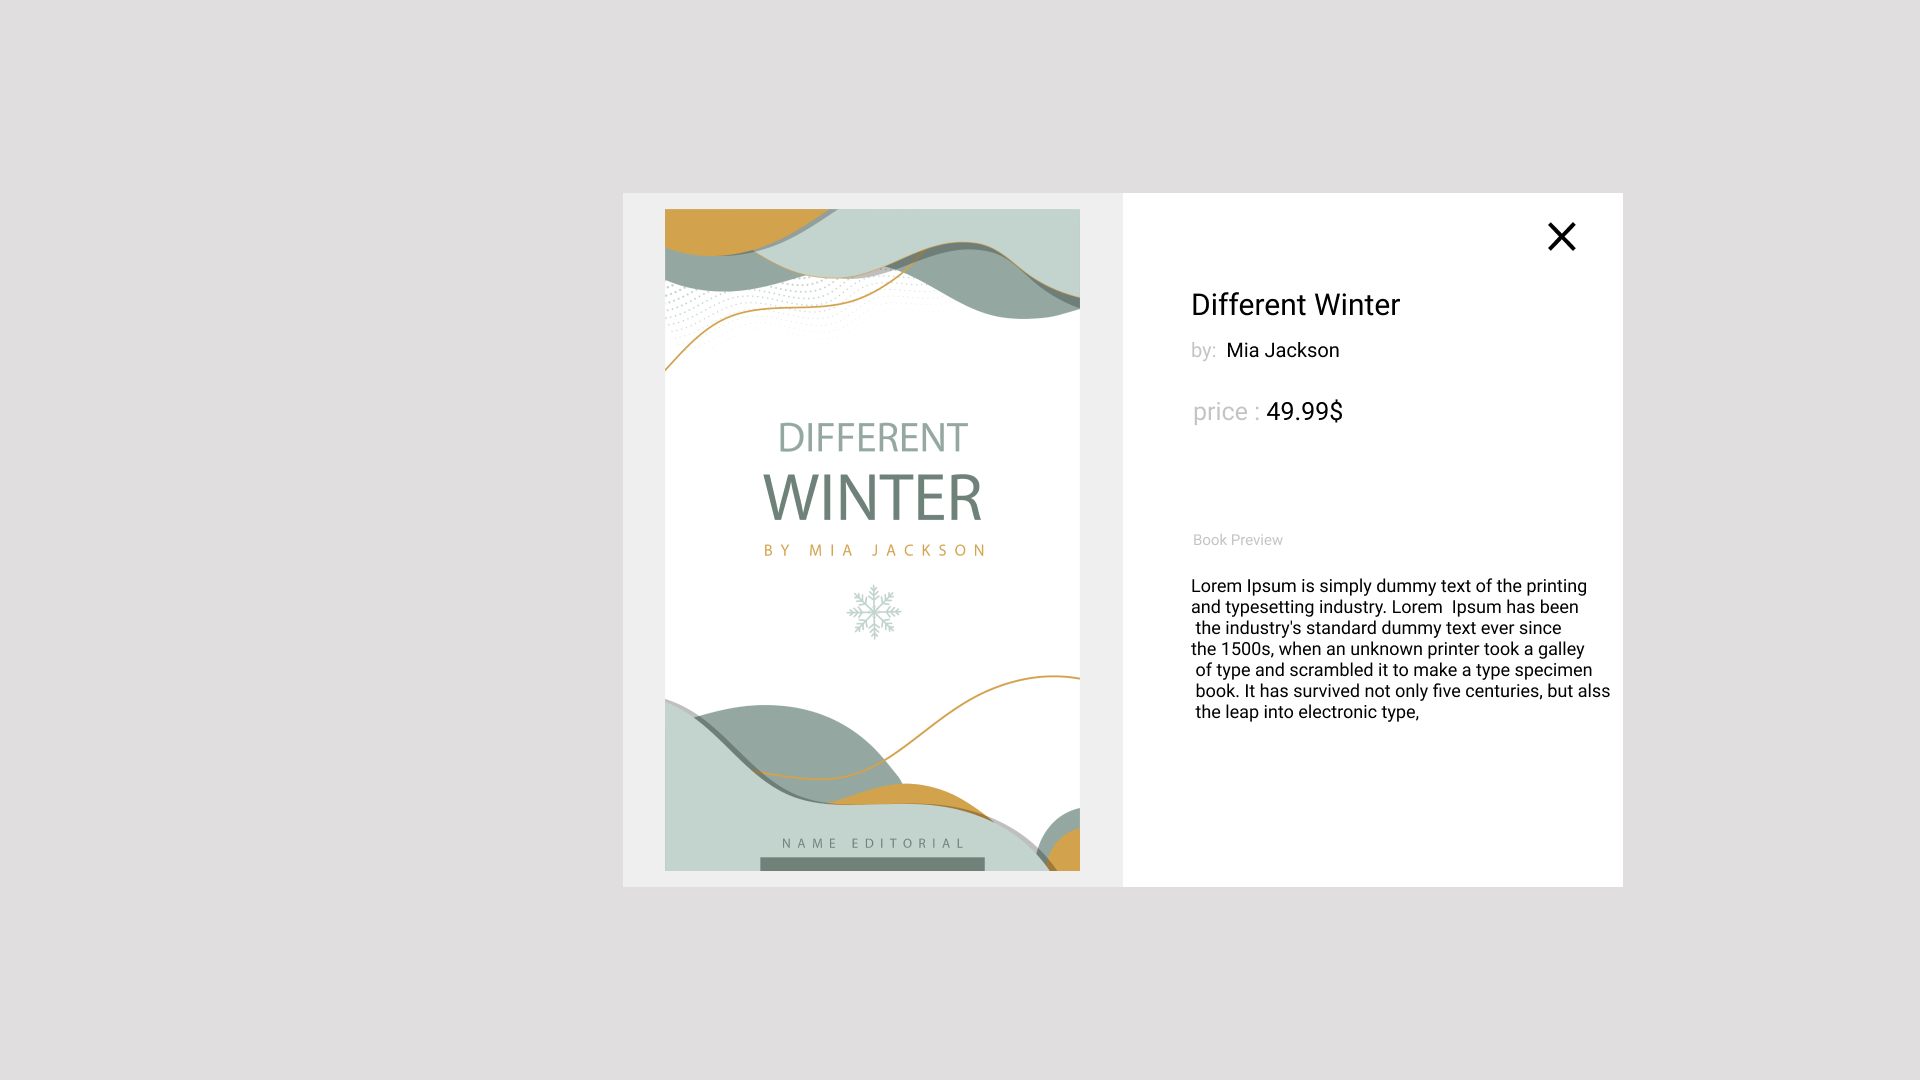 DIFFERENT
WINTER
BY MIA JACKSON
NAME EDITORIAL
Different Winter
by: Mia Jackson
price : 49.99$
Book Preview
Lorem Ipsum is simply dummy text of the printing
and typesetting industry. Lorem  Ipsum has been
the industry's standard dummy text ever since
the 1500s, when an unknown printer took a galley
of type and scrambled it to make a type specimen
book. It has survived not only five centuries, but alss
the leap into electronic type,